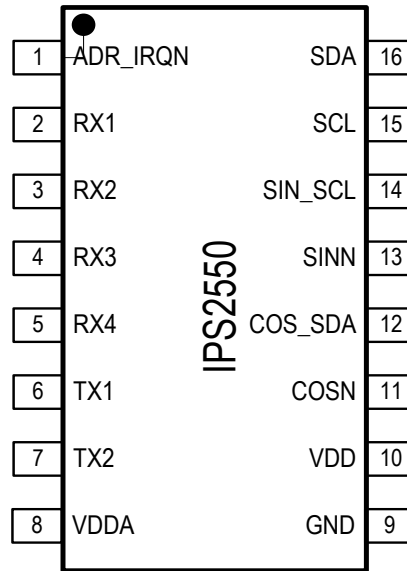 1 ADR_IRQN SDA 16
2 RX1 SCL 15
3 RX2 SIN_SCL 14
4 RX3 SINN 13
5 RX4 COS_SDA 12
6 TX1 COSN 11
7 TX2 VDD 10
8 VDDA GND 9
IPS2550